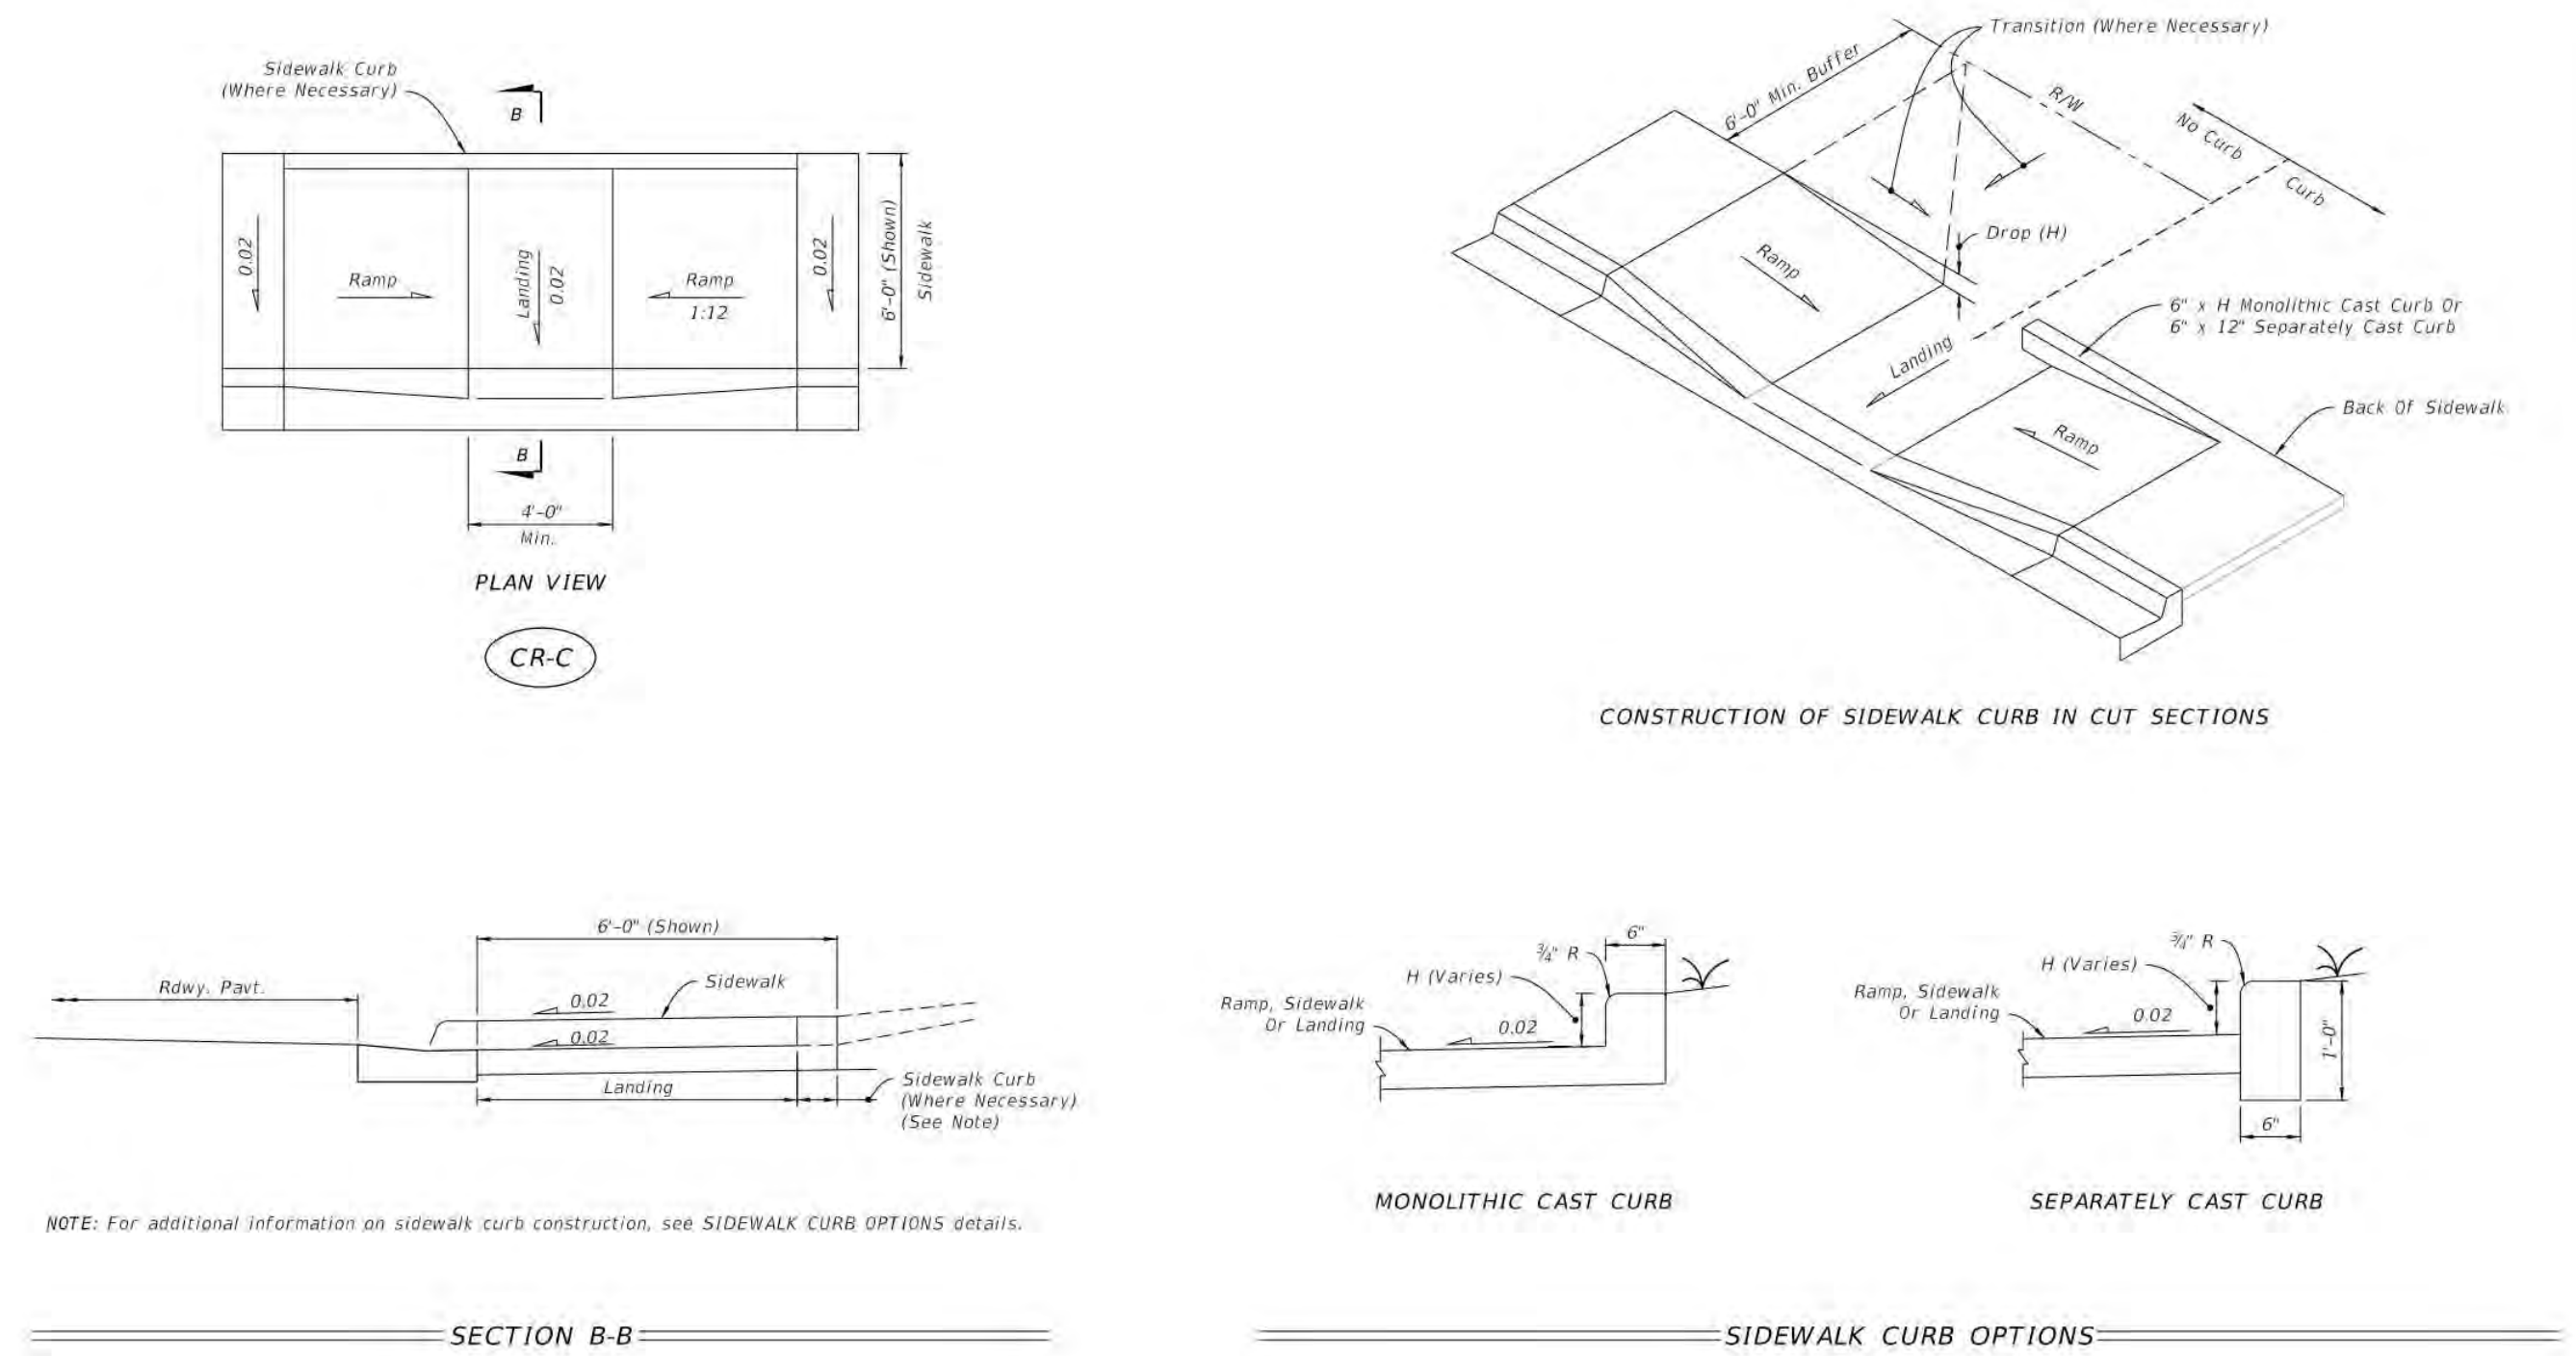 Sidewalk Curb
(Where Necessary)
B
0.02
Ramp
Landing
0.02
Ramp
1:12
0.02
6'-0" (Shown)
Sidewalk
B
4'-0"
Min.
PLAN VIEW
CR-C
Transition (Where Necessary)
6'-0" Min. Buffer
R/W
No Curb
Curb
Drop (H)
Ramp
6" x H Monolithic Cast Curb Or
6" x 12" Separately Cast Curb
Landing
Back Of Sidewalk
Ramp
CONSTRUCTION OF SIDEWALK CURB IN CUT SECTIONS
6'-0" (Shown)
Rdwy. Pavt.
Sidewalk
0.02
0.02
Landing
Sidewalk Curb
(Where Necessary)
(See Note)
NOTE: For additional information on sidewalk curb construction, see SIDEWALK CURB OPTIONS details.
SECTION B-B
6"
¾" R
H (Varies)
Ramp, Sidewalk
Or Landing
0.02
MONOLITHIC CAST CURB
¾" R
H (Varies)
Ramp, Sidewalk
Or Landing
0.02
1'-0"
6"
SEPARATELY CAST CURB
SIDEWALK CURB OPTIONS